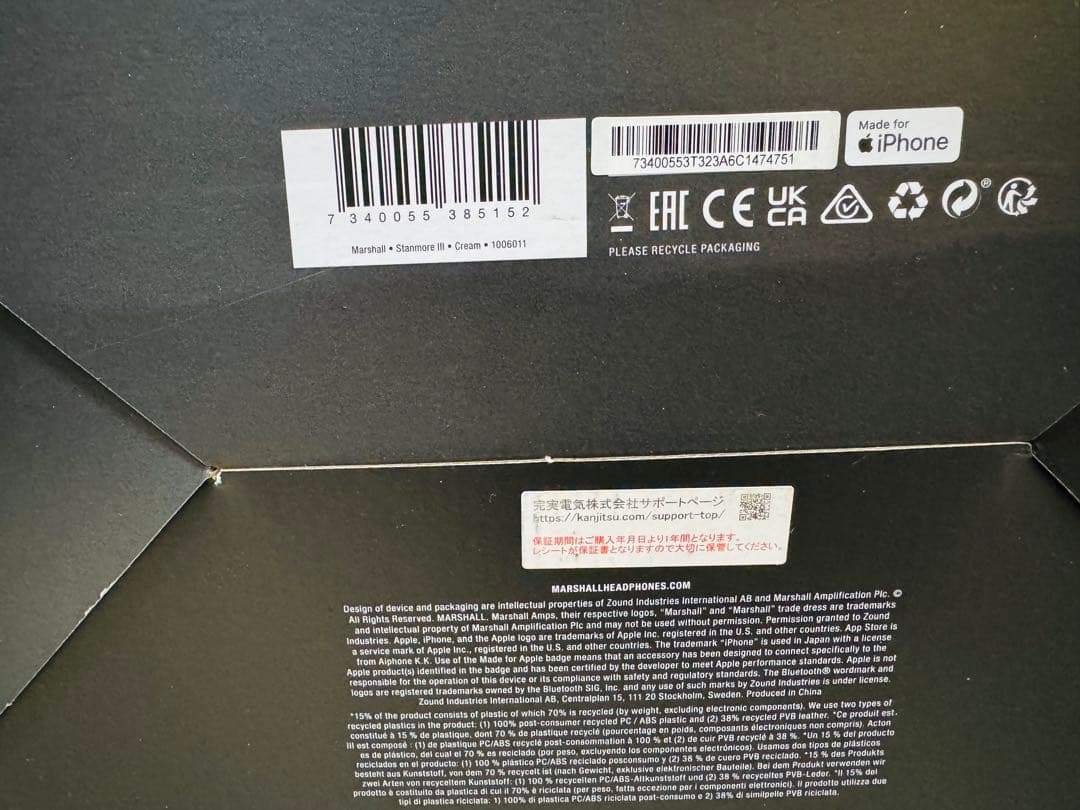 7 340055 385152
Marshall • Stanmore III • Cream • 1006011
73400553T323A6C1474751
Made for
iPhone
EAC CE UK
CA
PLEASE RECYCLE PACKAGING
完実電気株式会社サポートページ
https://kanjitsu.com/support-top/
保証期間はご購入年月日より1年間となります。
レシートが保証書となりますので大切に保管してください。
MARSHALLHEADPHONES.COM
Design of device and packaging are intellectual properties of Zound Industries International AB and Marshall Amplification Plc. ©
All Rights Reserved. MARSHALL, Marshall Amps, their respective logos, "Marshall" and "Marshall" trade dress are trademarks
and intellectual property of Marshall Amplification Plc and may not be used without permission. Permission granted to Zound
Industries. Apple, iPhone, and the Apple logo are trademarks of Apple Inc. registered in the U.S. and other countries. App Store is
a service mark of Apple Inc., registered in the U.S. and other countries. The trademark "iPhone" is used in Japan with a license
from Aiphone K.K. Use of the Made for Apple badge means that an accessory has been designed to connect specifically to the
Apple product(s) identified in the badge and has been certified by the developer to meet Apple performance standards. Apple is not
responsible for the operation of this device or its compliance with safety and regulatory standards. The Bluetooth® wordmark and
logos are registered trademarks owned by the Bluetooth SIG, Inc. and any use of such marks by Zound Industries is under license.
Zound Industries International AB, Centralplan 15, 111 20 Stockholm, Sweden. Produced in China
*15% of the product consists of plastic of which 70% is recycled (by weight, excluding electronic components). We use two types of
recycled plastics in the product: (1) 100% post-consumer recycled PC / ABS plastic and (2) 38% recycled PVB leather. *Ce produit est
constitué à 15 % de plastique, dont 70 % de plastique recyclé (pourcentage en poids, composants électroniques non compris). Acton
III est composé : (1) de plastique PC/ABS recyclé post-consommation à 100 % et (2) de cuir PVB recyclé à 38 %. *Un 15 % del producto
es de plástico, del cual el 70 % es reciclado (por peso, excluyendo los componentes electrónicos). Usamos dos tipos de plásticos
reciclados en el producto: (1) 100 % plástico PC/ABS reciclado posconsumo y (2) 38 % de cuero PVB reciclado. *15 % des Produkts
besteht aus Kunststoff, von dem 70 % recycelt ist (nach Gewicht, exklusive elektronischer Bauteile). Bei dem Produkt verwenden wir
zwei Arten von recyceltem Kunststoff: (1) 100 % recycelten PC/ABS-Alkunststoff und (2) 38 % recyceltes PVB-Leder. *Il 15% del
prodotto è costituito da plastica di cui il 70% è riciclata (per peso, fatta eccezione per i componenti elettronici). Il prodotto utilizza due
tipi di plastica riciclata: 1) 100% di plastica PC/ABS riciclata post-consumo e 2) 38% di similpelle PVB riciclata.